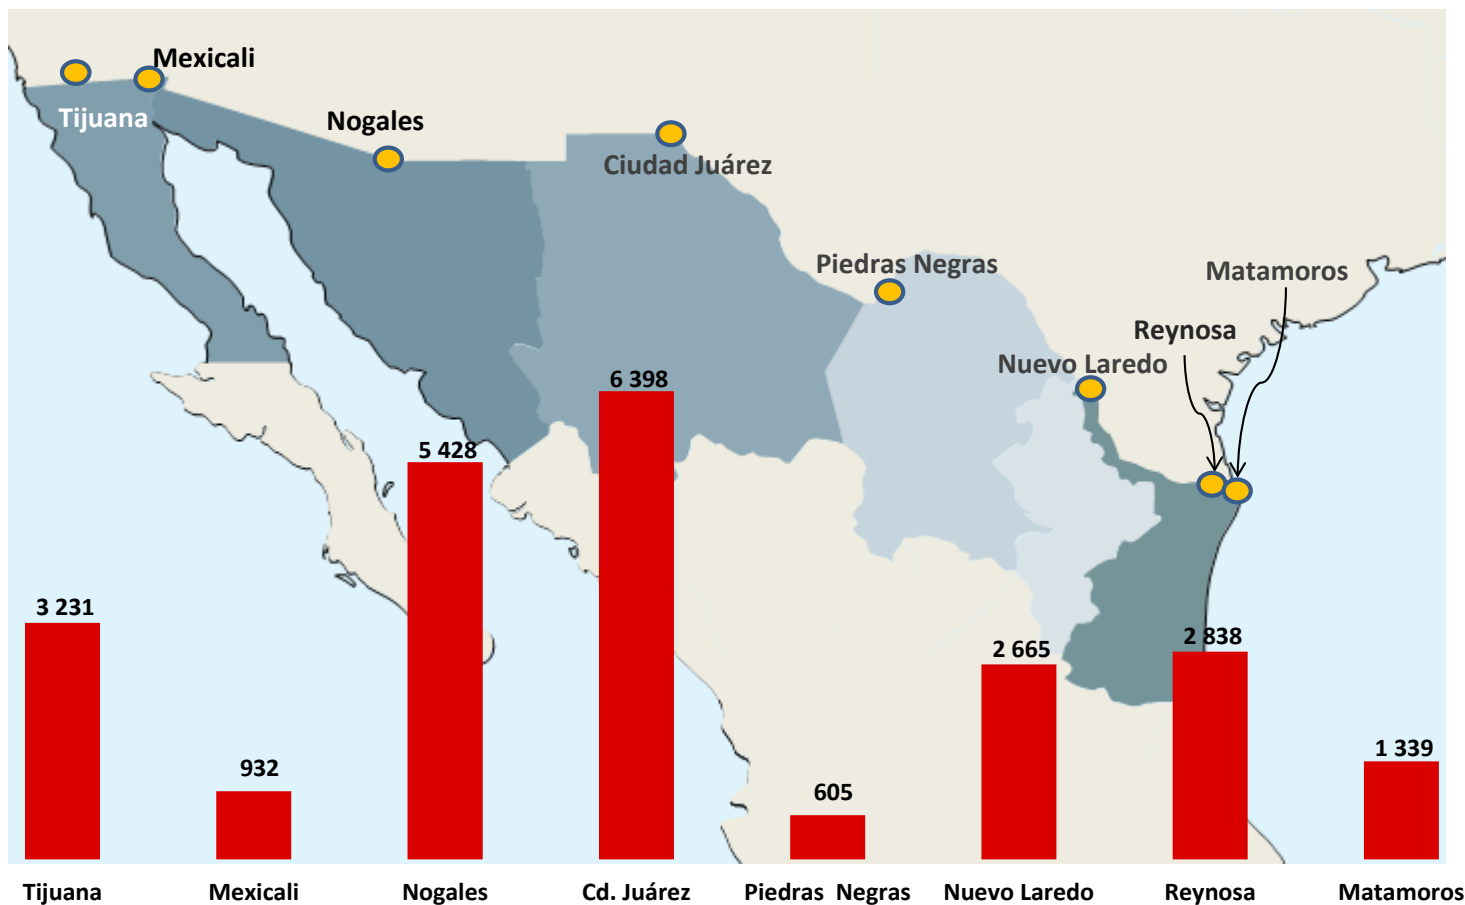 Mexicali
Tijuana
Nogales
Ciudad Juárez
Piedras Negras
Matamoros
Reynosa
Nuevo Laredo
3 231
932
5 428
6 398
605
2 665
2 838
1 339
Tijuana
Mexicali
Nogales
Cd. Juárez
Piedras Negras
Nuevo Laredo
Reynosa
Matamoros